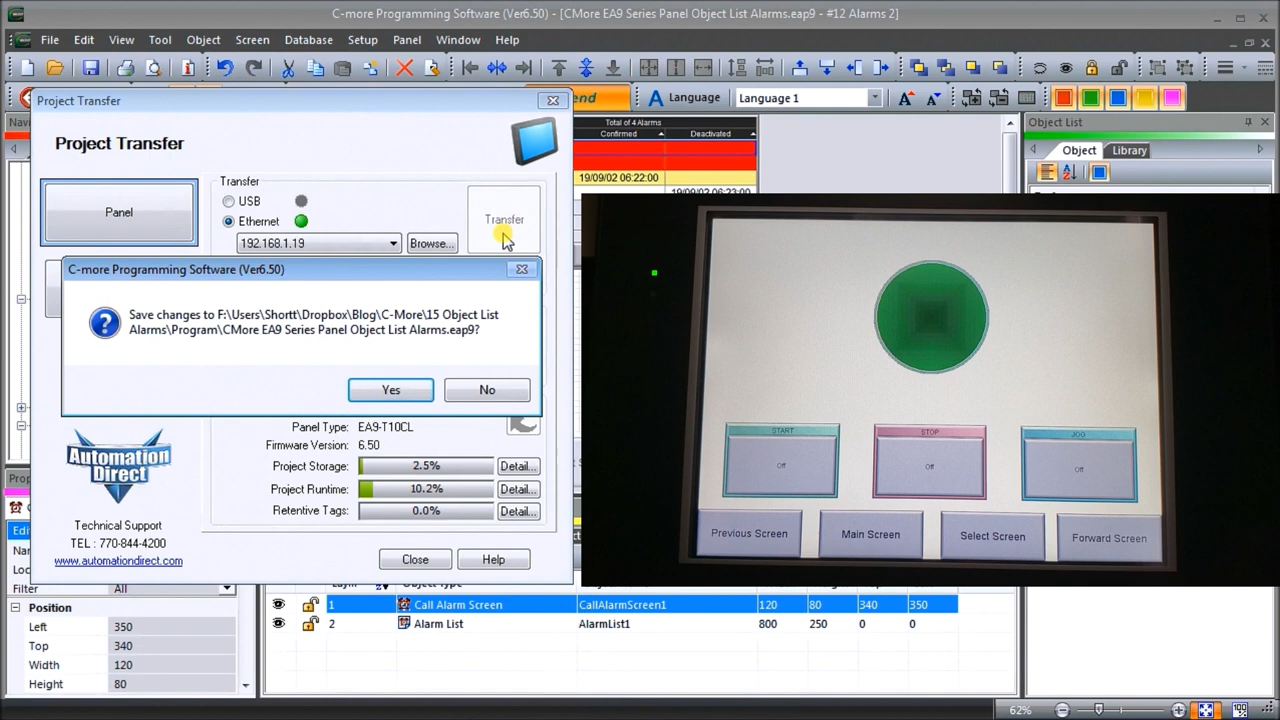 C-more Programming Software (Ver6.50) - [CMore EA9 Series Panel Object List Alarms.eap9 - #12 Alarms 2]
File Edit View Tool Object Screen Database Setup Panel Window Help
Language Language 1
Project Transfer
Project Transfer
Panel
Transfer
USB
Ethernet
192.168.1.19
Browse...
Transfer
C-more Programming Software (Ver6.50)
Save changes to F:\Users\Shortt\Dropbox\Blog\C-More\15 Object List
Alarms\Program\CMore EA9 Series Panel Object List Alarms.eap9?
Yes No
Panel Type: EA9-T10CL
Firmware Version: 6.50
Project Storage: 2.5% Detail...
Project Runtime: 10.2% Detail...
Retentive Tags: 0.0% Detail...
Automation
Direct
Technical Support
TEL : 770-844-4200
www.automationdirect.com
Close Help
Total of 4 Alarms
Confirmed Deactivated
19/09/02 06:22:00
Object List
Object Library
START STOP JOG
Off Off Off
Previous Screen Main Screen Select Screen Forward Screen
Filter All
Position
Left 350
Top 340
Width 120
Height 80
1 Call Alarm Screen CallAlarmScreen1 120 80 340 350
2 Alarm List AlarmList1 800 250 0 0
62%